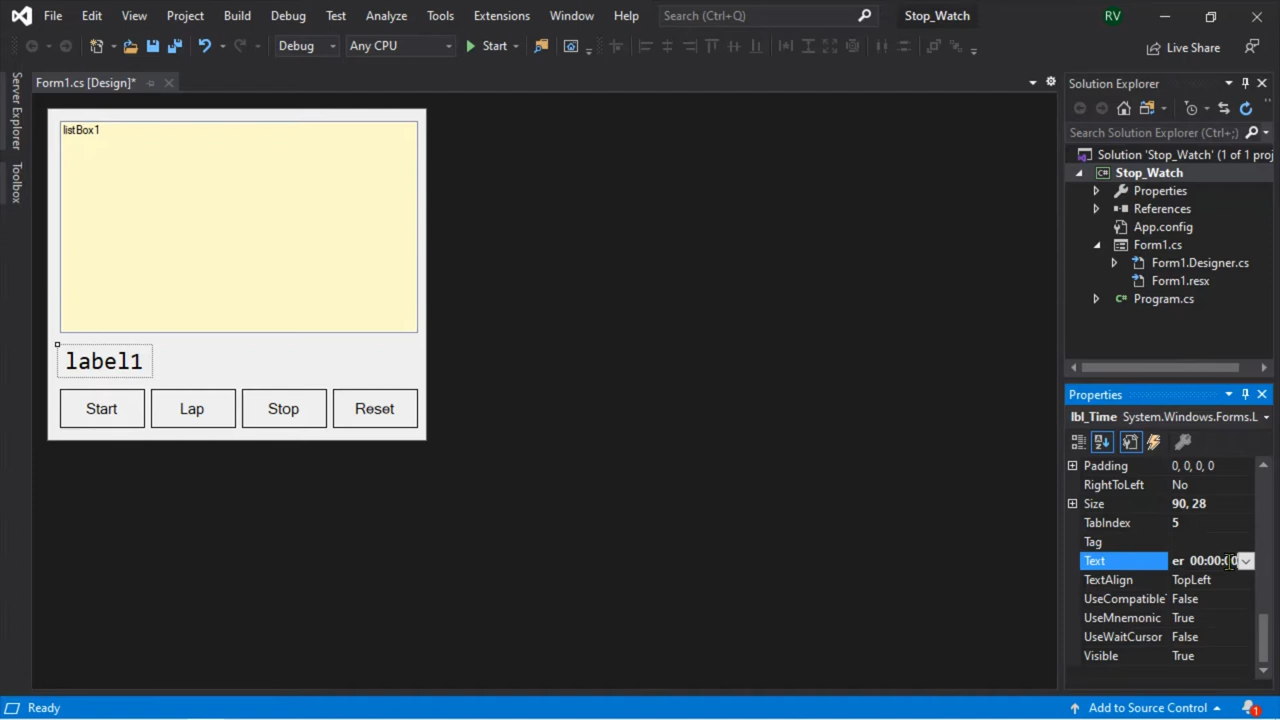 File Edit View Project Build Debug Test Analyze Tools Extensions Window Help Search (Ctrl+Q) Stop_Watch RV
Debug Any CPU Start Live Share
Server Explorer
Toolbox
Form1.cs [Design]*
listBox1
label1
Start Lap Stop Reset
Solution Explorer
Search Solution Explorer (Ctrl+;)
Solution 'Stop_Watch' (1 of 1 proj
Stop_Watch
Properties
References
App.config
Form1.cs
Form1.Designer.cs
Form1.resx
Program.cs
Properties
lbl_Time System.Windows.Forms.L
Padding 0, 0, 0, 0
RightToLeft No
Size 90, 28
TabIndex 5
Tag
Text er 00:00:00
TextAlign TopLeft
UseCompatible False
UseMnemonic True
UseWaitCursor False
Visible True
Ready Add to Source Control 1